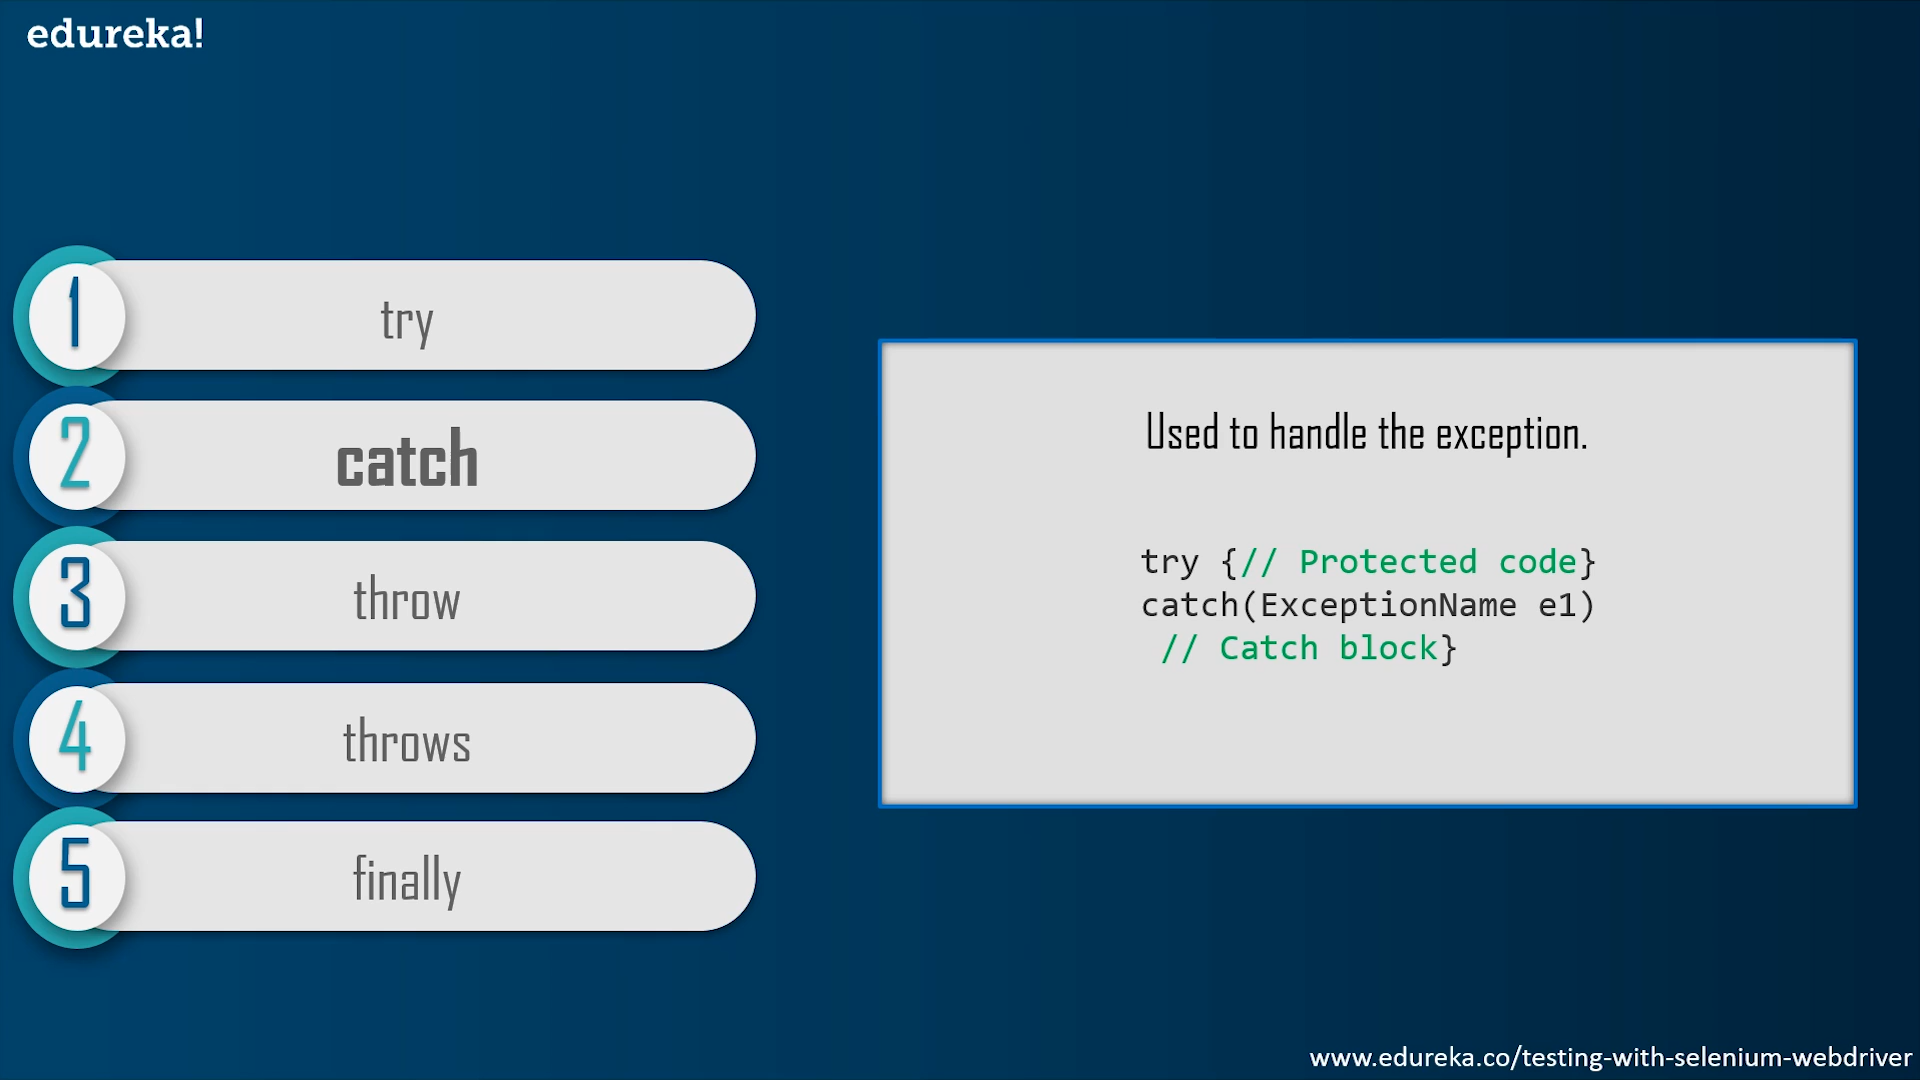 edureka!
1
try
2
catch
3
throw
4
throws
5
finally
Used to handle the exception.
try {// Protected code}
catch(ExceptionName e1)
// Catch block}
www.edureka.co/testing-with-selenium-webdriver